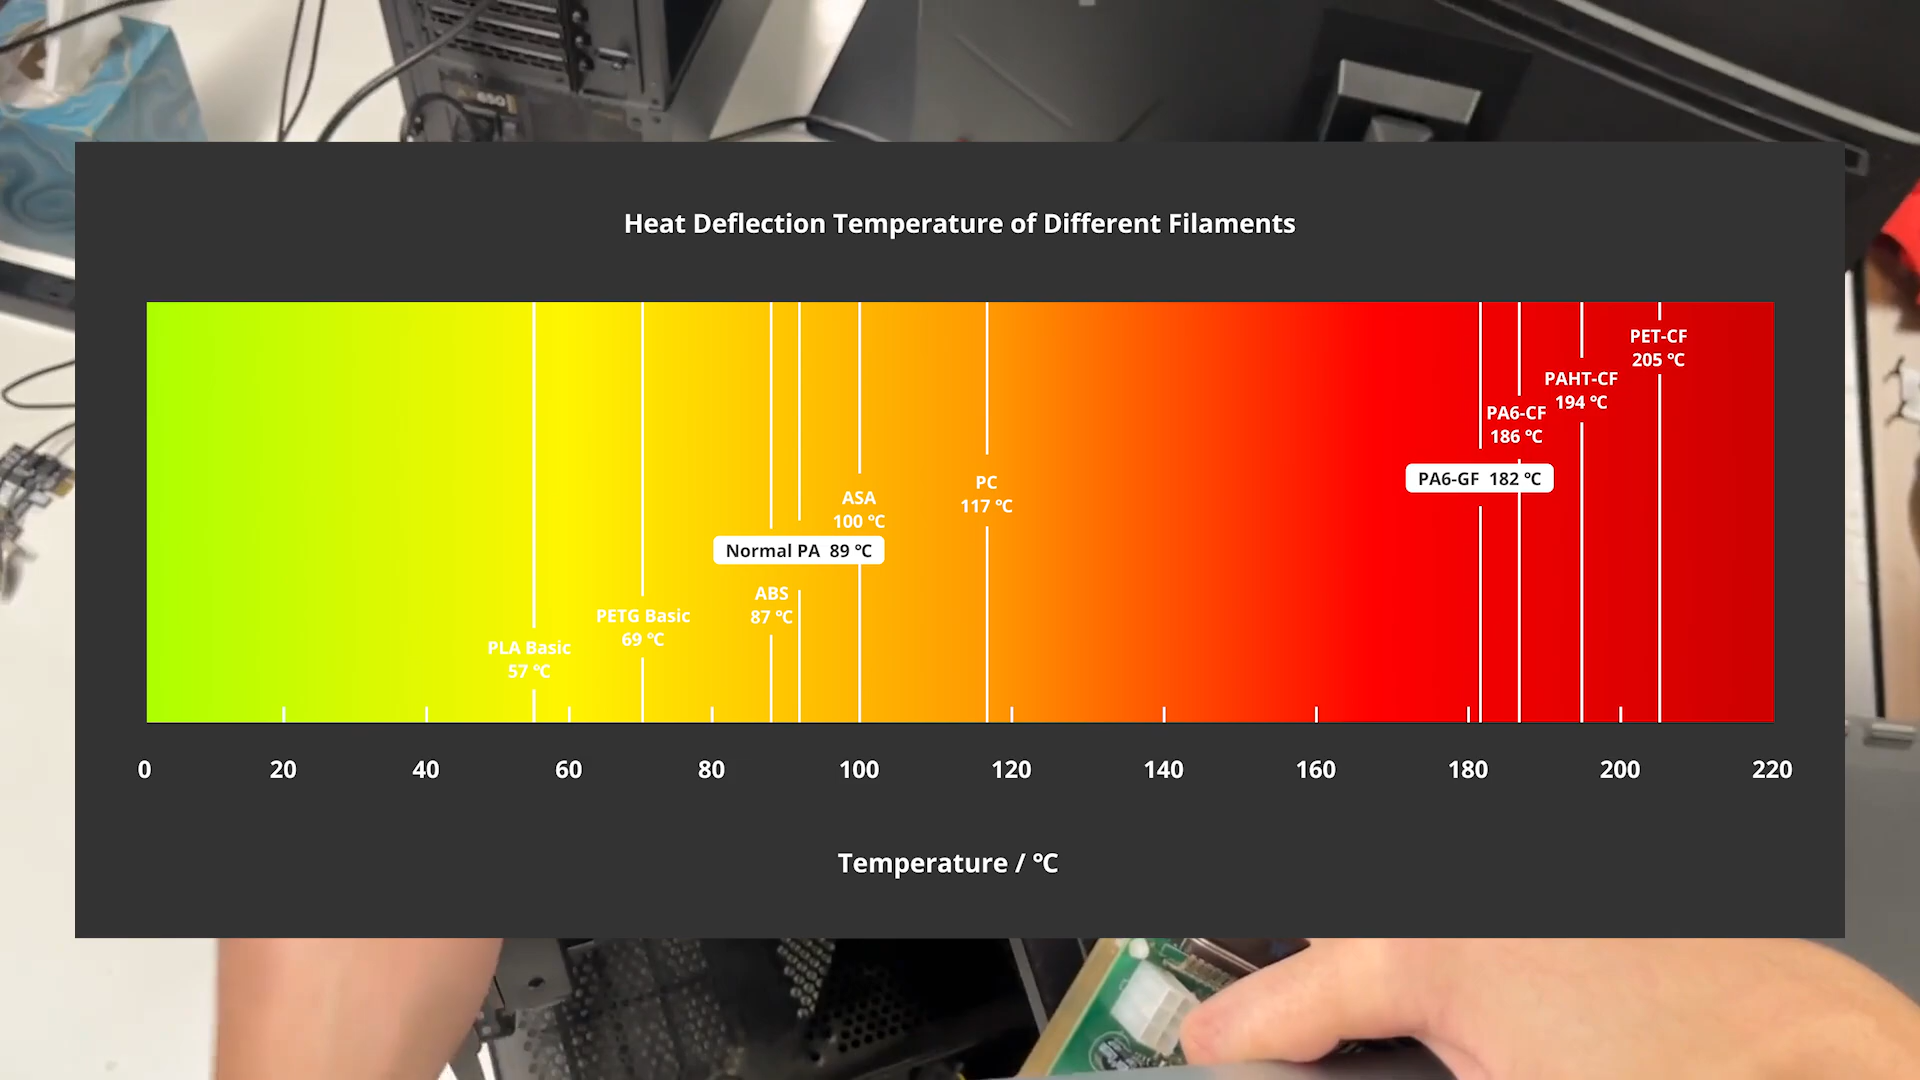 650
Heat Deflection Temperature of Different Filaments
PET-CF
205 °C
PAHT-CF
194 °C
PA6-CF
186 °C
PA6-GF 182 °C
PC
117 °C
ASA
100 °C
Normal PA 89 °C
ABS
87 °C
PETG Basic
69 °C
PLA Basic
57 °C
0 20 40 60 80 100 120 140 160 180 200 220
Temperature / °C